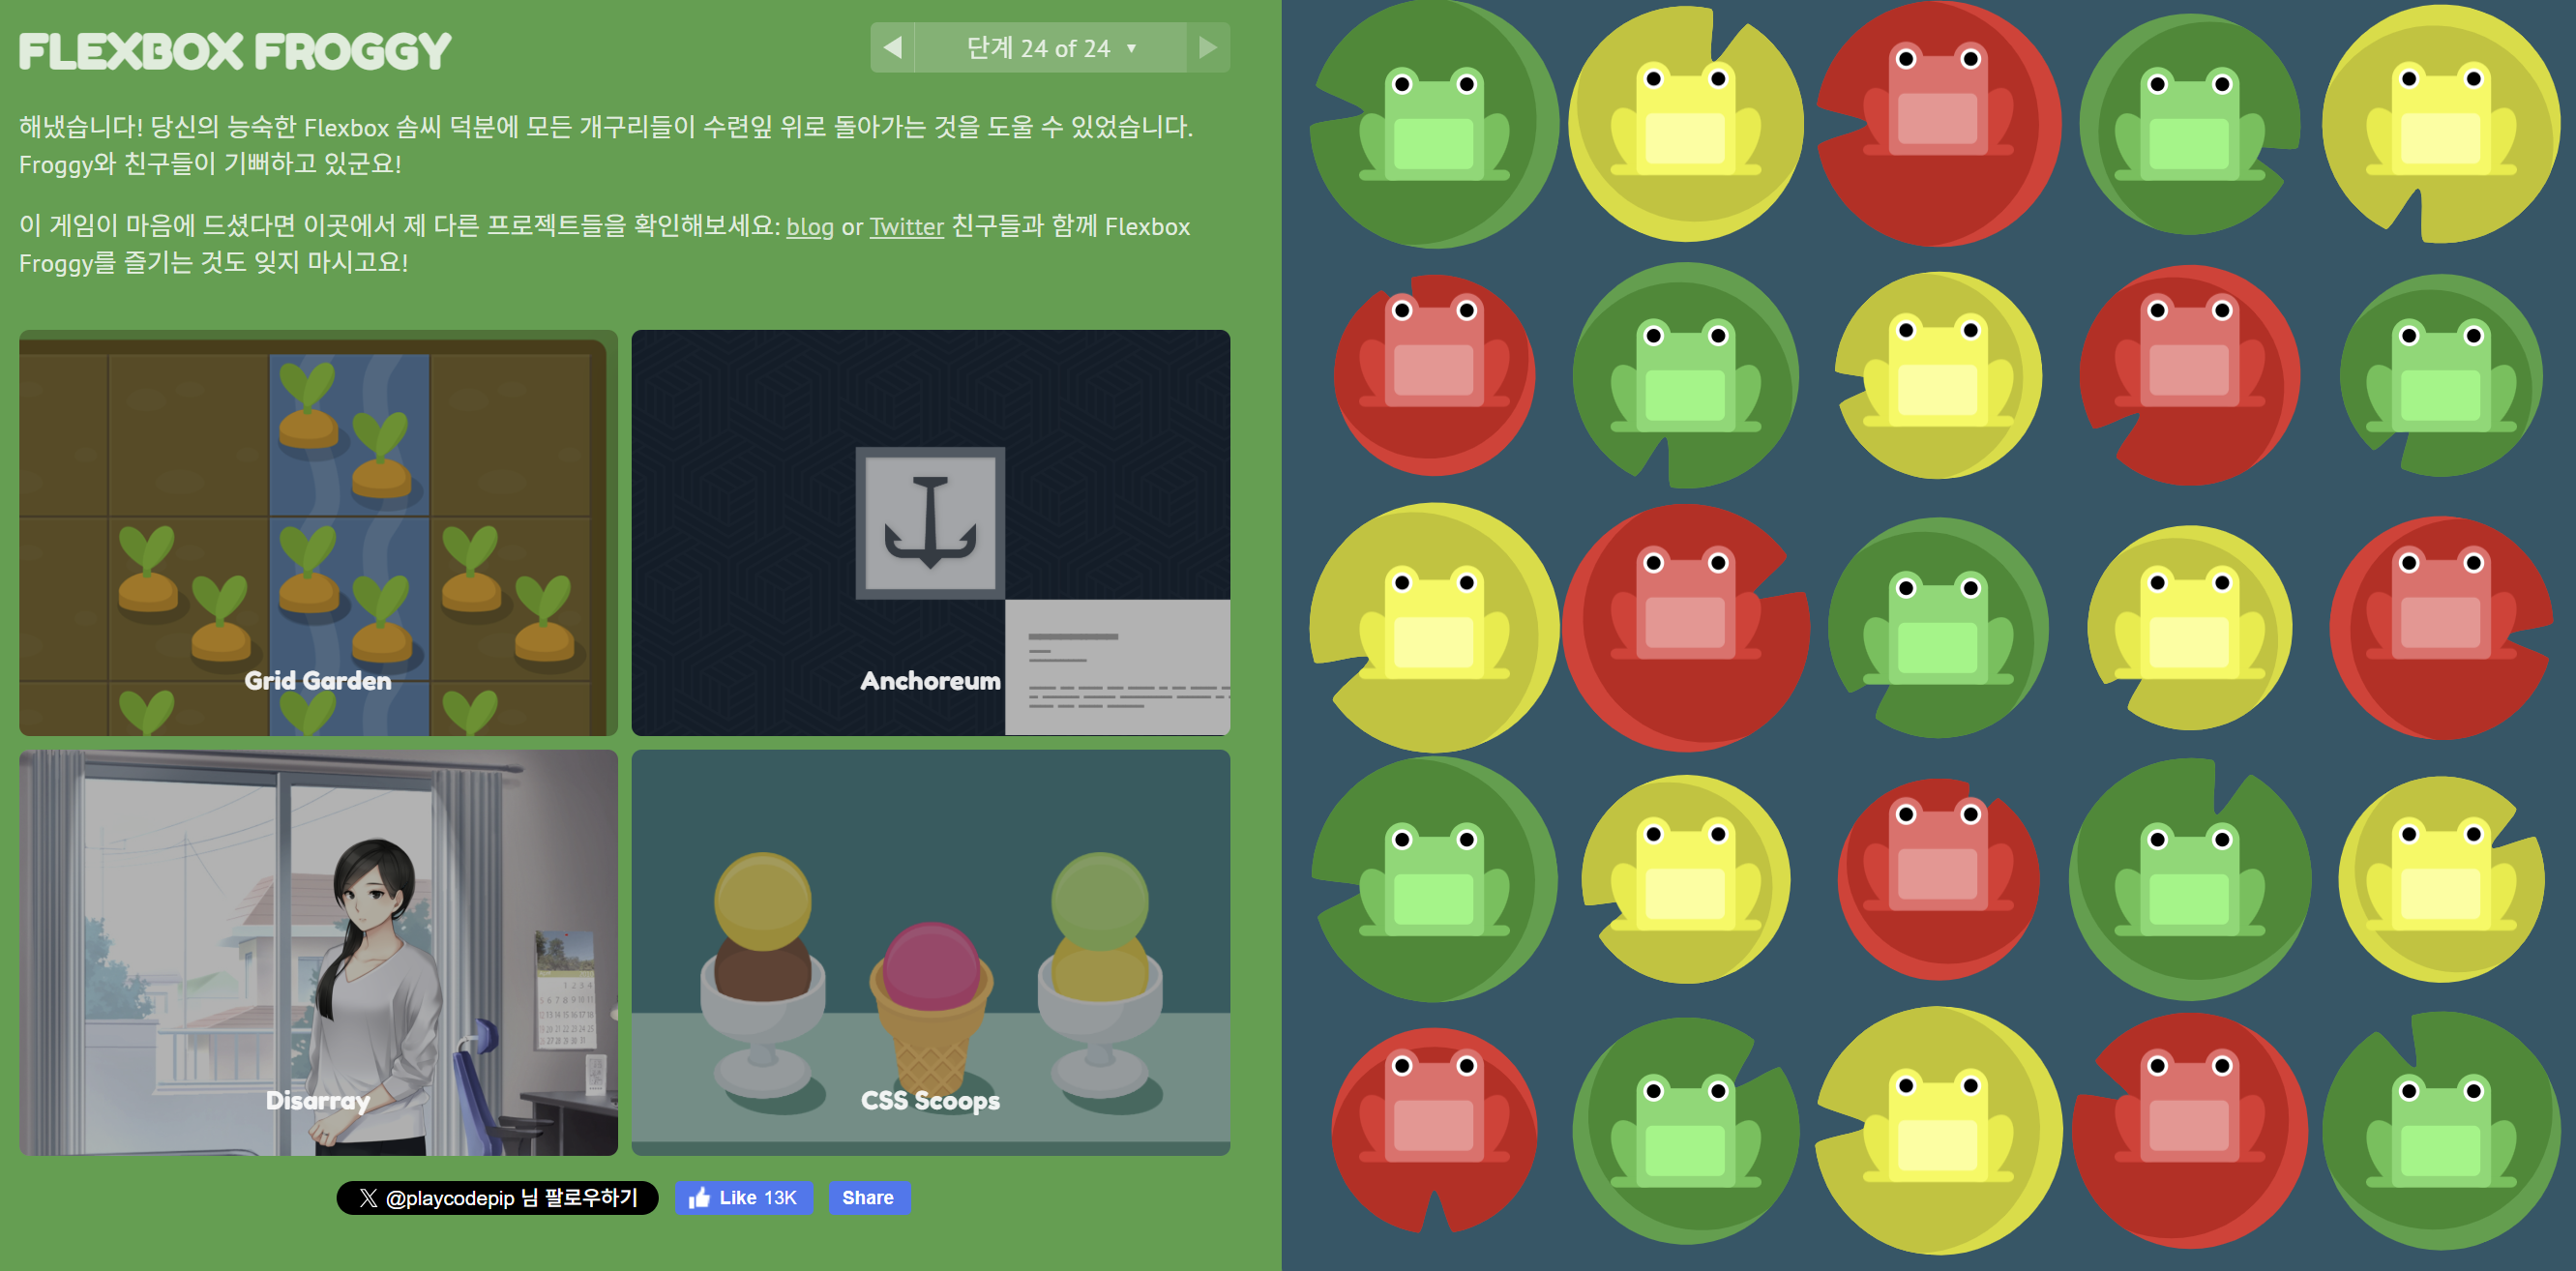 FLEXBOX FROGGY
◀ 단계 24 of 24 ▼ ▶
해냈습니다! 당신의 능숙한 Flexbox 솜씨 덕분에 모든 개구리들이 수련잎 위로 돌아가는 것을 도울 수 있었습니다.
Froggy와 친구들이 기뻐하고 있군요!
이 게임이 마음에 드셨다면 이곳에서 제 다른 프로젝트들을 확인해보세요: blog or Twitter 친구들과 함께 Flexbox
Froggy를 즐기는 것도 잊지 마시고요!
Grid Garden
Anchoreum
Disarray
CSS Scoops
@playcodepip 님 팔로우하기
Like 13K
Share